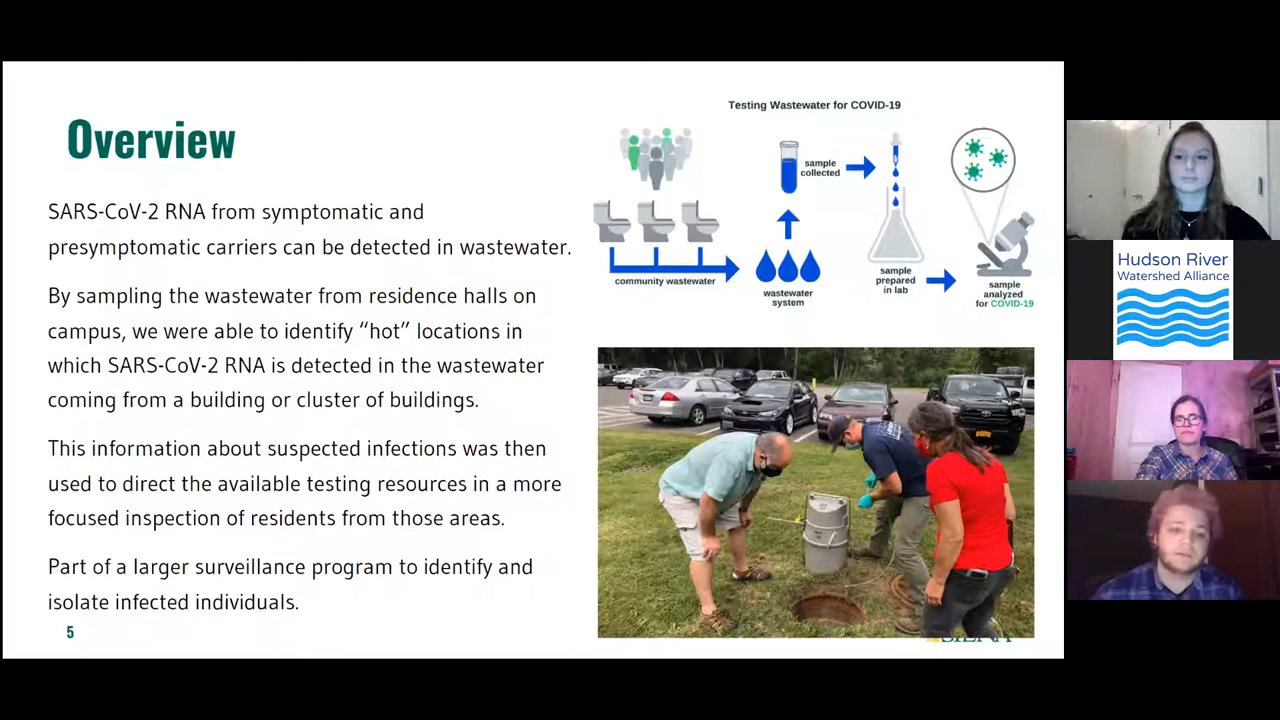 Overview
SARS-CoV-2 RNA from symptomatic and
presymptomatic carriers can be detected in wastewater.
By sampling the wastewater from residence halls on
campus, we were able to identify “hot” locations in
which SARS-CoV-2 RNA is detected in the wastewater
coming from a building or cluster of buildings.
This information about suspected infections was then
used to direct the available testing resources in a more
focused inspection of residents from those areas.
Part of a larger surveillance program to identify and
isolate infected individuals.
5
Testing Wastewater for COVID-19
sample
collected
community wastewater
wastewater
system
sample
prepared
in lab
sample
analyzed
for COVID-19
Hudson River
Watershed Alliance